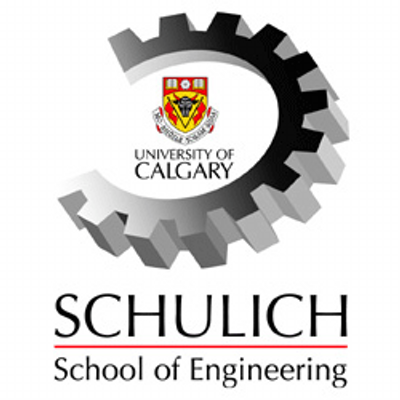 UNIVERSITY OF
CALGARY
SCHULICH
School of Engineering